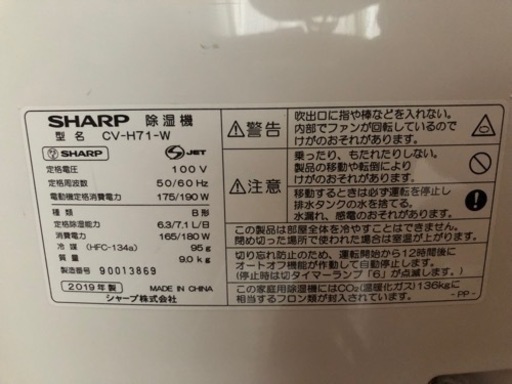 SHARP 除湿機
型 名 CV-H71-W
SHARP
JET
定格電圧 100 V
定格周波数 50/60 Hz
電動機定格消費電力 175/190 W
種 類 B形
定格除湿能力 6.3/7.1 L/日
消費電力 165/180 W
冷 媒 (HFC-134a) 95g
質 量 9.0 kg
製造番号 90013869
2019年製 MADE IN CHINA
シャープ株式会社
警告
吹出口に指や棒などを入れない。
内部でファンが高速回転しているので
けがのおそれがあります。
注意
乗ったり、もたれたりしない。
製品の移動や転倒により
けがのおそれがあります。
移動するときは必ず運転を停止し
排水タンクの水を捨てる。
水漏れ、感電のおそれがあります。
この製品は部屋全体を冷やすことはできません。
閉め切った場所で使われた場合は室温が上がります。
切り忘れ防止のため、運転開始から12時間後に
オートオフ機能が作動して自動停止します。
(停止時は切タイマーランプ「6」が点滅します。)
この家庭用除湿機にはCO₂(温暖化ガス)136kgに
相当するフロン類が封入されています。 -PP-